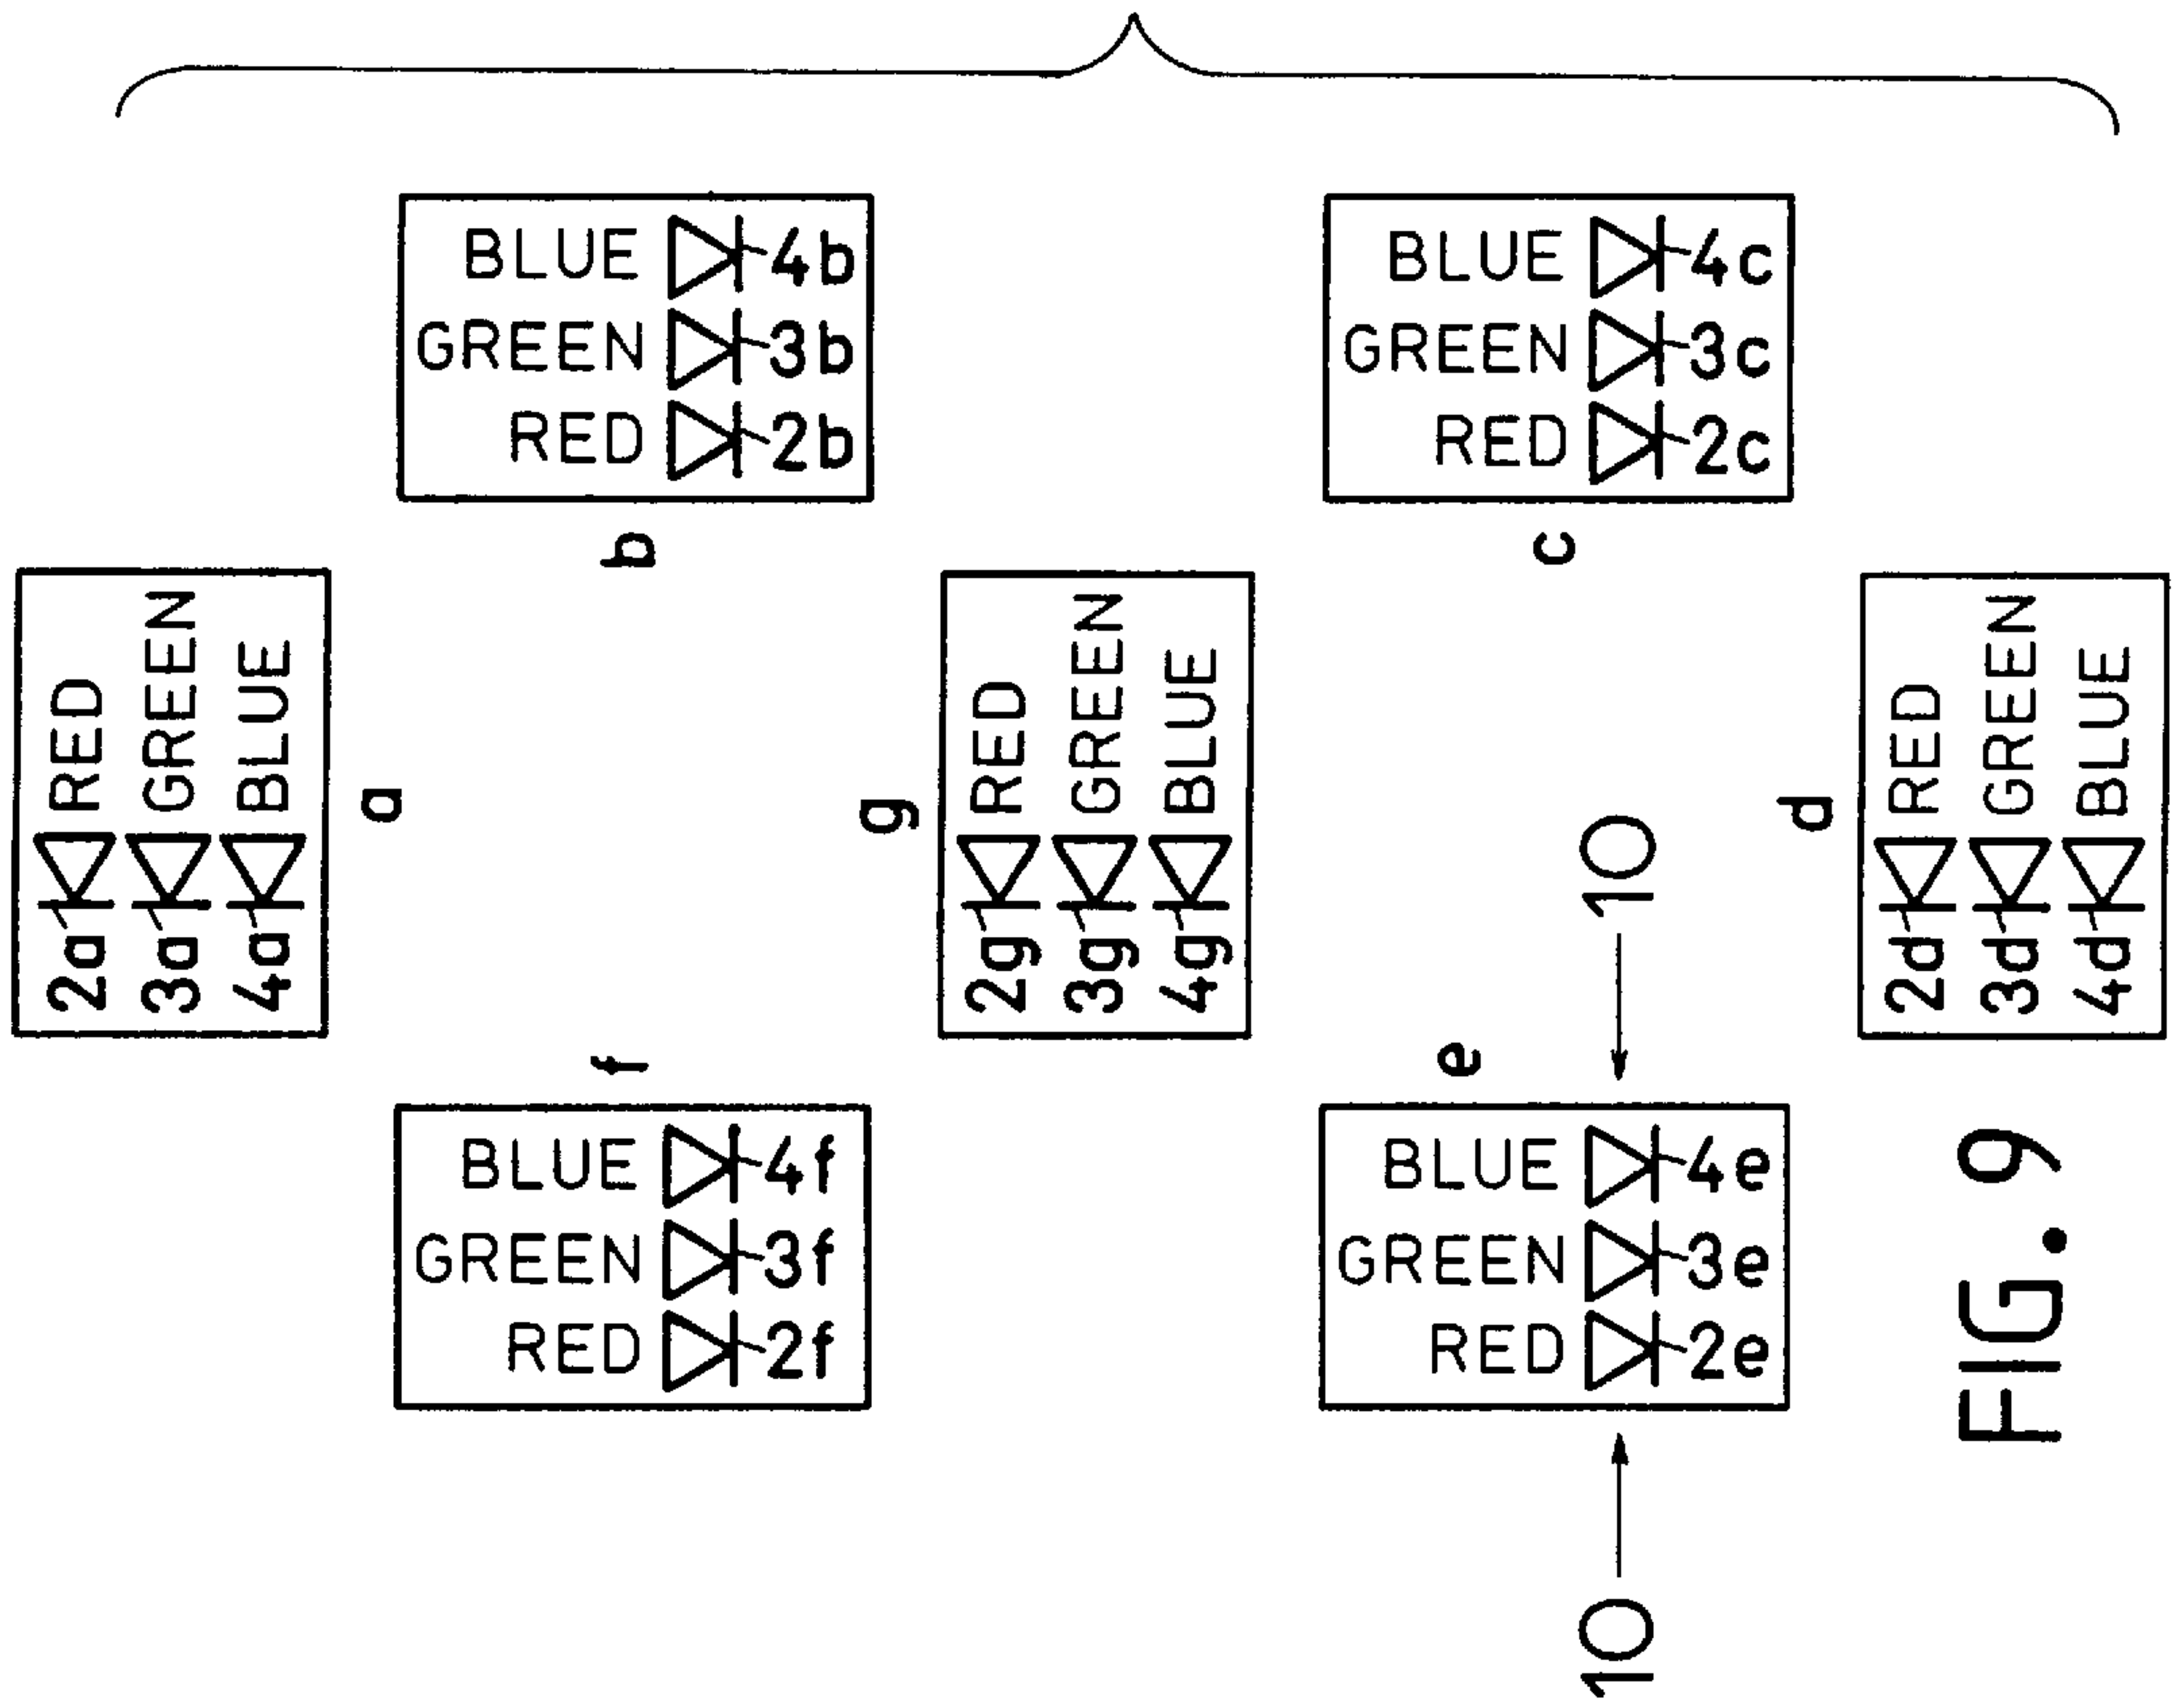 2a RED
3a GREEN
4a BLUE
a
BLUE 4b
GREEN 3b
RED 2b
b
BLUE 4f
GREEN 3f
RED 2f
f
g
2g RED
3g GREEN
4g BLUE
BLUE 4c
GREEN 3c
RED 2c
c
BLUE 4e
GREEN 3e
RED 2e
e
10
10
d
2d RED
3d GREEN
4d BLUE
FIG. 9